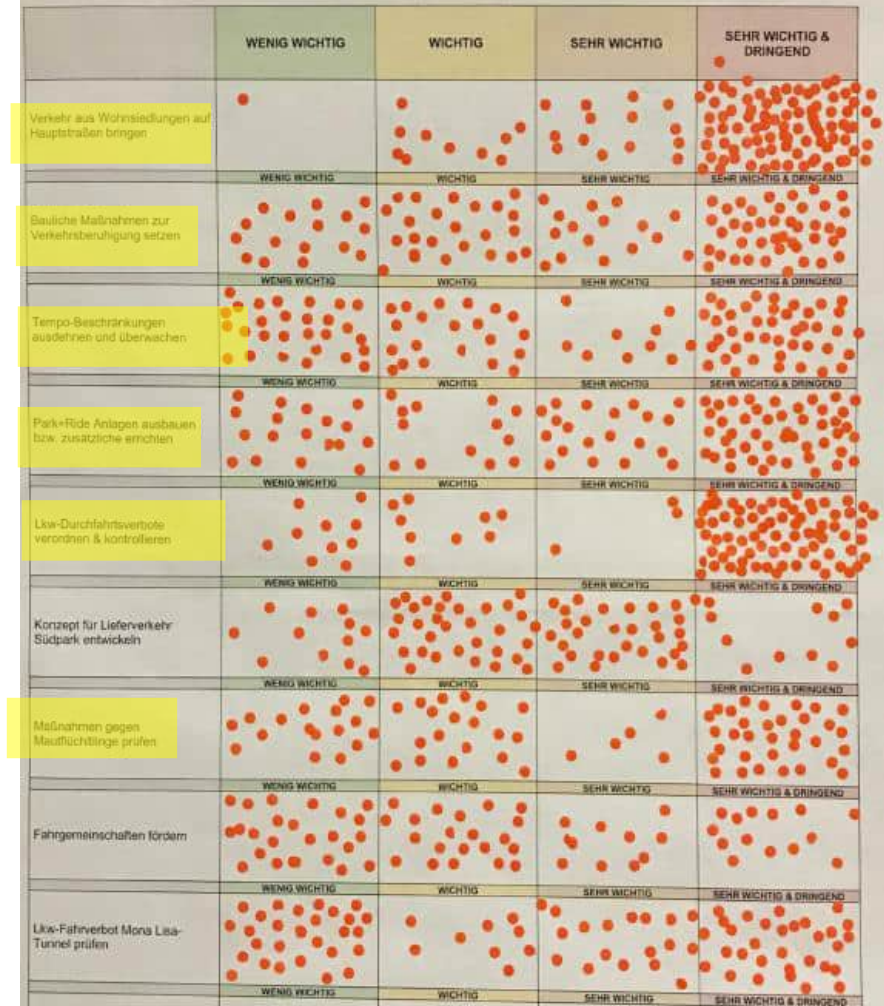 WENIG WICHTIG
WICHTIG
SEHR WICHTIG
SEHR WICHTIG &
DRINGEND
Verkehr aus Wohnsiedlungen auf
Hauptstraßen bringen
WENIG WICHTIG
WICHTIG
SEHR WICHTIG
SEHR WICHTIG & DRINGEND
Bauliche Maßnahmen zur
Verkehrsberuhigung setzen
WENIG WICHTIG
WICHTIG
SEHR WICHTIG
SEHR WICHTIG & DRINGEND
Tempo-Beschränkungen
ausdehnen und überwachen
WENIG WICHTIG
WICHTIG
SEHR WICHTIG
SEHR WICHTIG & DRINGEND
Park+Ride Anlagen ausbauen
bzw. zusätzliche errichten
WENIG WICHTIG
WICHTIG
SEHR WICHTIG
SEHR WICHTIG & DRINGEND
Lkw-Durchfahrtsverbote
verordnen & kontrollieren
WENIG WICHTIG
WICHTIG
SEHR WICHTIG
SEHR WICHTIG & DRINGEND
Konzept für Lieferverkehr
Südpark entwickeln
WENIG WICHTIG
WICHTIG
SEHR WICHTIG
SEHR WICHTIG & DRINGEND
Maßnahmen gegen
Mautflüchtlinge prüfen
WENIG WICHTIG
WICHTIG
SEHR WICHTIG
SEHR WICHTIG & DRINGEND
Fahrgemeinschaften fördern
WENIG WICHTIG
WICHTIG
SEHR WICHTIG
SEHR WICHTIG & DRINGEND
Lkw-Fahrverbot Mona Lisa-
Tunnel prüfen
WENIG WICHTIG
WICHTIG
SEHR WICHTIG
SEHR WICHTIG & DRINGEND